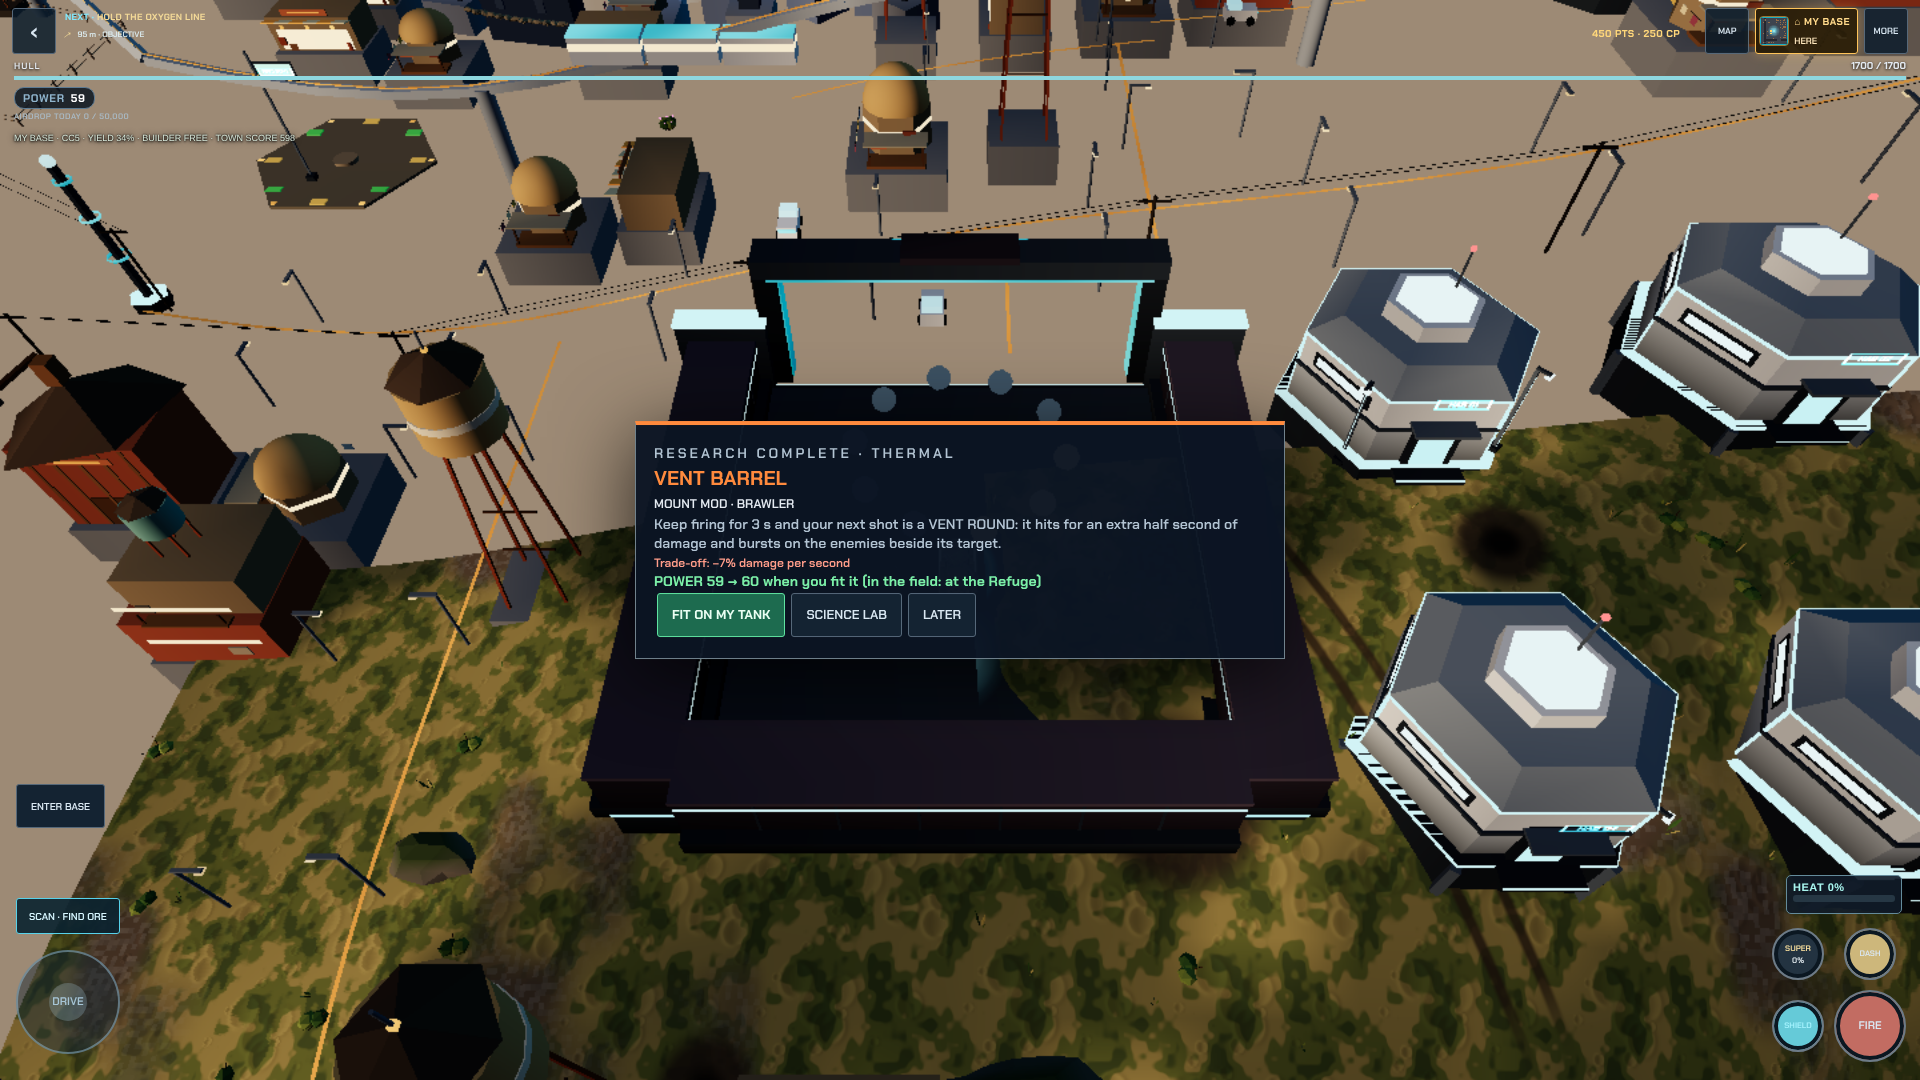 NEXT · HOLD THE OXYGEN LINE
95 m · OBJECTIVE
450 PTS · 250 CP
MAP
⌂ MY BASE
HERE
MORE
HULL
1700 / 1700
POWER 59
AIRDROP TODAY 0 / 50,000
MY BASE · CC5 · YIELD 34% · BUILDER FREE · TOWN SCORE 598
RESEARCH COMPLETE · THERMAL
VENT BARREL
MOUNT MOD · BRAWLER
Keep firing for 3 s and your next shot is a VENT ROUND: it hits for an extra half second of
damage and bursts on the enemies beside its target.
Trade-off: −7% damage per second
POWER 59 → 60 when you fit it (in the field: at the Refuge)
FIT ON MY TANK
SCIENCE LAB
LATER
ENTER BASE
SCAN · FIND ORE
DRIVE
HEAT 0%
SUPER
0%
DASH
SHIELD
FIRE